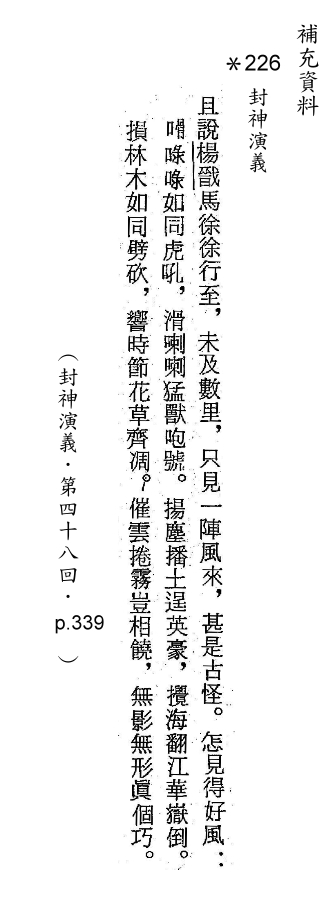 補充資料
＊226
封神演義
且說楊戩馬徐徐行至，未及數里，只見一陣風來，甚是古怪。怎見得好風：
嗗㖨㖨如同虎吼，滑喇喇猛獸咆號。揚塵播土逞英豪，攪海翻江華嶽倒。
損林木如同劈砍，響時節花草齊凋。催雲捲霧豈相饒，無影無形眞個巧。
（封神演義．第四十八回．p.339）